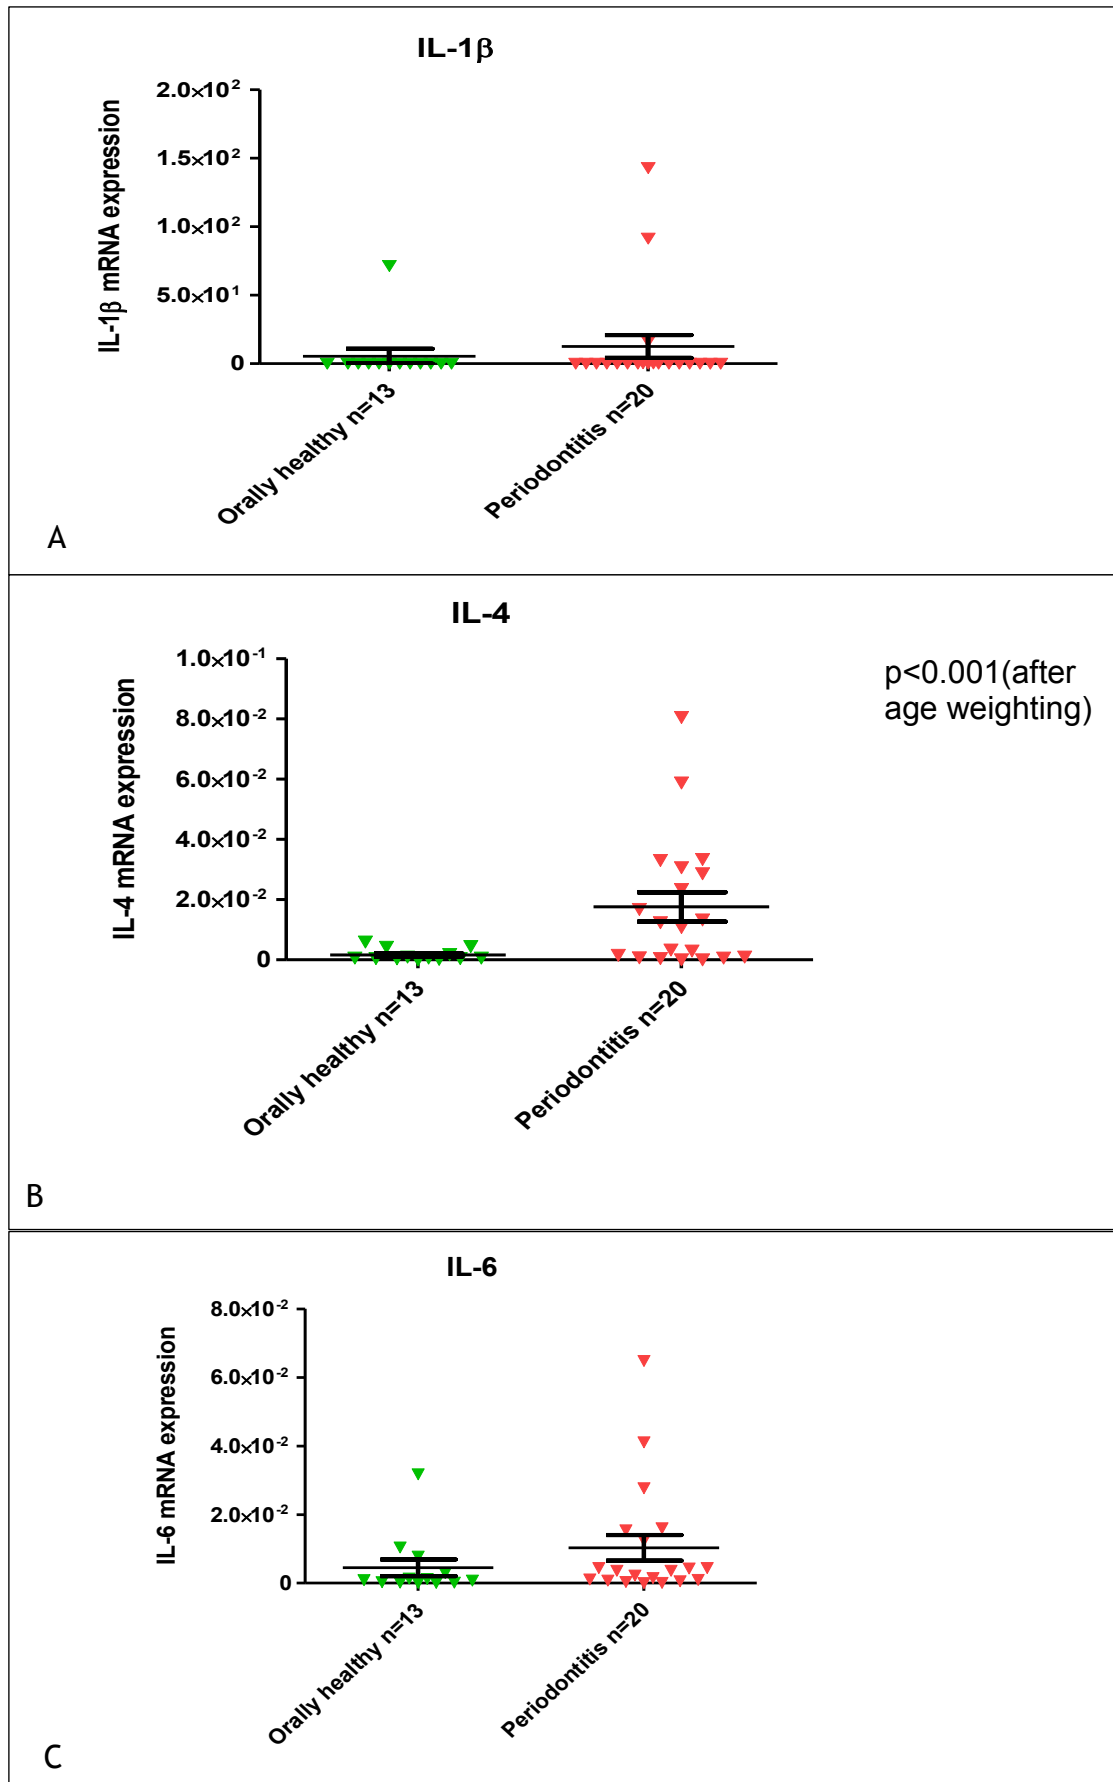 IL-1β
IL-1β mRNA expression
2.0×10²
1.5×10²
1.0×10²
5.0×10¹
0
Orally healthy n=13
Periodontitis n=20
A
IL-4
IL-4 mRNA expression
1.0×10⁻¹
8.0×10⁻²
6.0×10⁻²
4.0×10⁻²
2.0×10⁻²
0
p<0.001(after
age weighting)
Orally healthy n=13
Periodontitis n=20
B
IL-6
IL-6 mRNA expression
8.0×10⁻²
6.0×10⁻²
4.0×10⁻²
2.0×10⁻²
0
Orally healthy n=13
Periodontitis n=20
C